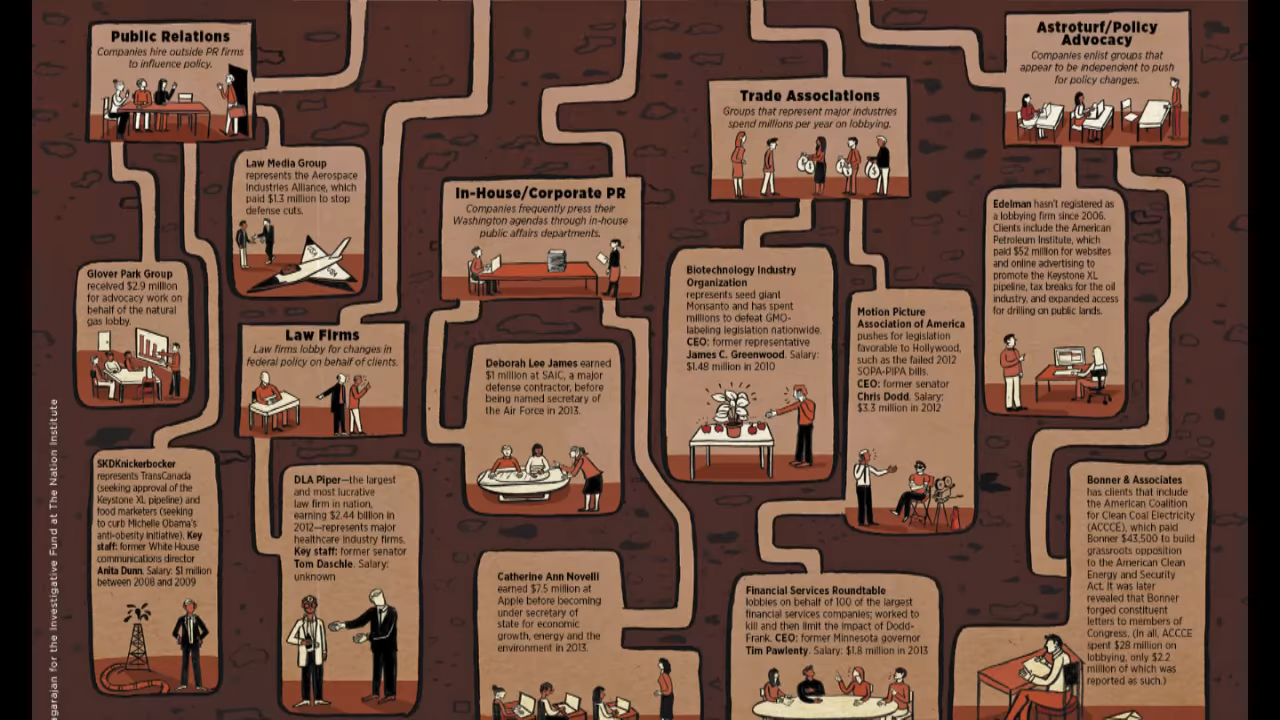 Public Relations
Companies hire outside PR firms
to influence policy.
Law Media Group
represents the Aerospace
Industries Alliance, which
paid $1.3 million to stop
defense cuts.
USA
USA
Glover Park Group
received $2.9 million
for advocacy work on
behalf of the natural
gas lobby.
SKDKnickerbocker
represents TransCanada
(seeking approval of the
Keystone XL pipeline) and
food marketers (seeking
to curb Michelle Obama's
anti-obesity initiative). Key
staff: former White House
communications director
Anita Dunn. Salary: $1 million
between 2008 and 2009
Law Firms
Law firms lobby for changes in
federal policy on behalf of clients.
DLA Piper—the largest
and most lucrative
law firm in nation,
earning $2.44 billion in
2012—represents major
healthcare industry firms.
Key staff: former senator
Tom Daschle. Salary:
unknown
In-House/Corporate PR
Companies frequently press their
Washington agendas through in-house
public affairs departments.
Deborah Lee James earned
$1 million at SAIC, a major
defense contractor, before
being named secretary of
the Air Force in 2013.
Catherine Ann Novelli
earned $7.5 million at
Apple before becoming
under secretary of
state for economic
growth, energy and the
environment in 2013.
Trade Associations
Groups that represent major industries
spend millions per year on lobbying.
Biotechnology Industry
Organization
represents seed giant
Monsanto and has spent
millions to defeat GMO-
labeling legislation nationwide.
CEO: former representative
James C. Greenwood. Salary:
$1.48 million in 2010
Motion Picture
Association of America
pushes for legislation
favorable to Hollywood,
such as the failed 2012
SOPA-PIPA bills.
CEO: former senator
Chris Dodd. Salary:
$3.3 million in 2012
Financial Services Roundtable
lobbies on behalf of 100 of the largest
financial services companies; worked to
kill and then limit the impact of Dodd-
Frank. CEO: former Minnesota governor
Tim Pawlenty. Salary: $1.8 million in 2013
Astroturf/Policy
Advocacy
Companies enlist groups that
appear to be independent to push
for policy changes.
Edelman hasn't registered as
a lobbying firm since 2006.
Clients include the American
Petroleum Institute, which
paid $52 million for websites
and online advertising to
promote the Keystone XL
pipeline, tax breaks for the oil
industry, and expanded access
for drilling on public lands.
Bonner & Associates
has clients that include
the American Coalition
for Clean Coal Electricity
(ACCCE), which paid
Bonner $43,500 to build
grassroots opposition
to the American Clean
Energy and Security
Act. It was later
revealed that Bonner
forged constituent
letters to members of
Congress. (In all, ACCCE
spent $28 million on
lobbying, only $2.2
million of which was
reported as such.)
agarajan for the Investigative Fund at The Nation Institute